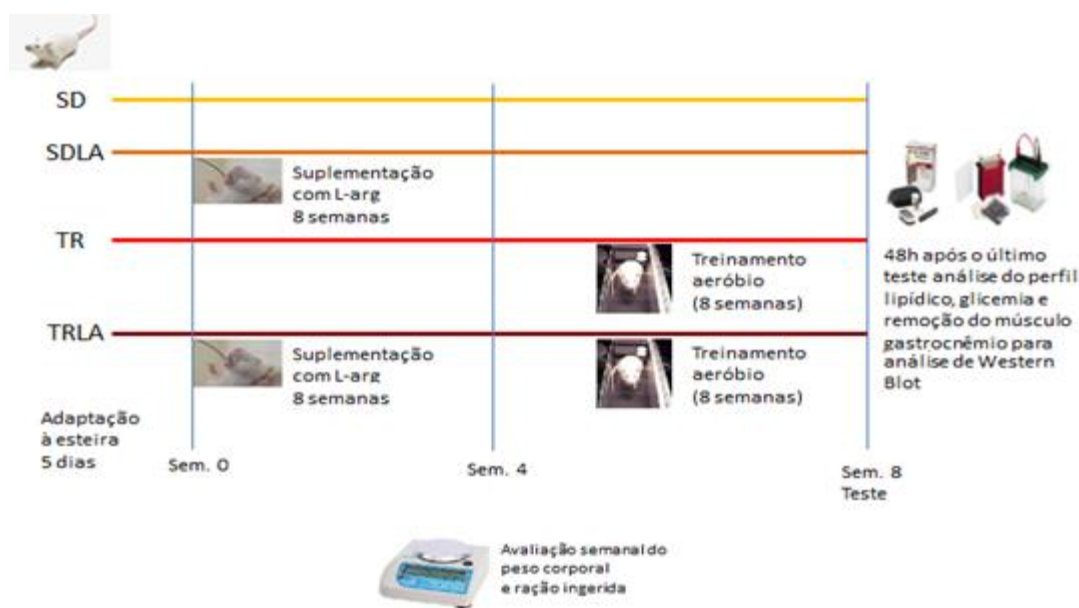 SD
SDLA
Suplementação
com L-arg
8 semanas
TR
Treinamento
aeróbio
(8 semanas)
TRLA
Suplementação
com L-arg
8 semanas
Treinamento
aeróbio
(8 semanas)
48h após o último
teste análise do perfil
lipídico, glicemia e
remoção do músculo
gastrocnêmio para
análise de Western
Blot
Adaptação
à esteira
5 dias
Sem. 0
Sem. 4
Sem. 8
Teste
Avaliação semanal do
peso corporal
e ração ingerida